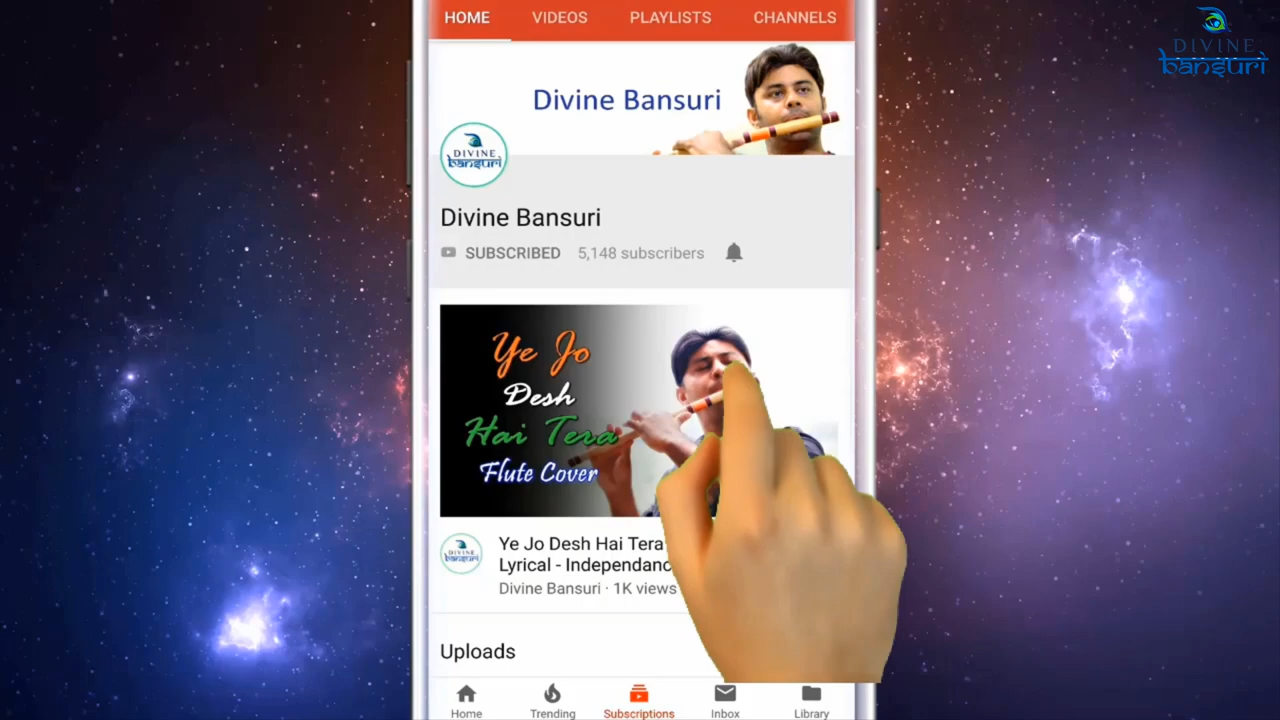 HOME VIDEOS PLAYLISTS CHANNELS
DIVINE
bansuri
Divine Bansuri
DIVINE
bansuri
Divine Bansuri
SUBSCRIBED 5,148 subscribers
Ye Jo
Desh
Hai Tera
Flute Cover
DIVINE
bansuri
Ye Jo Desh Hai Tera
Lyrical - Independanc
Divine Bansuri · 1K views
Uploads
Home Trending Subscriptions Inbox Library